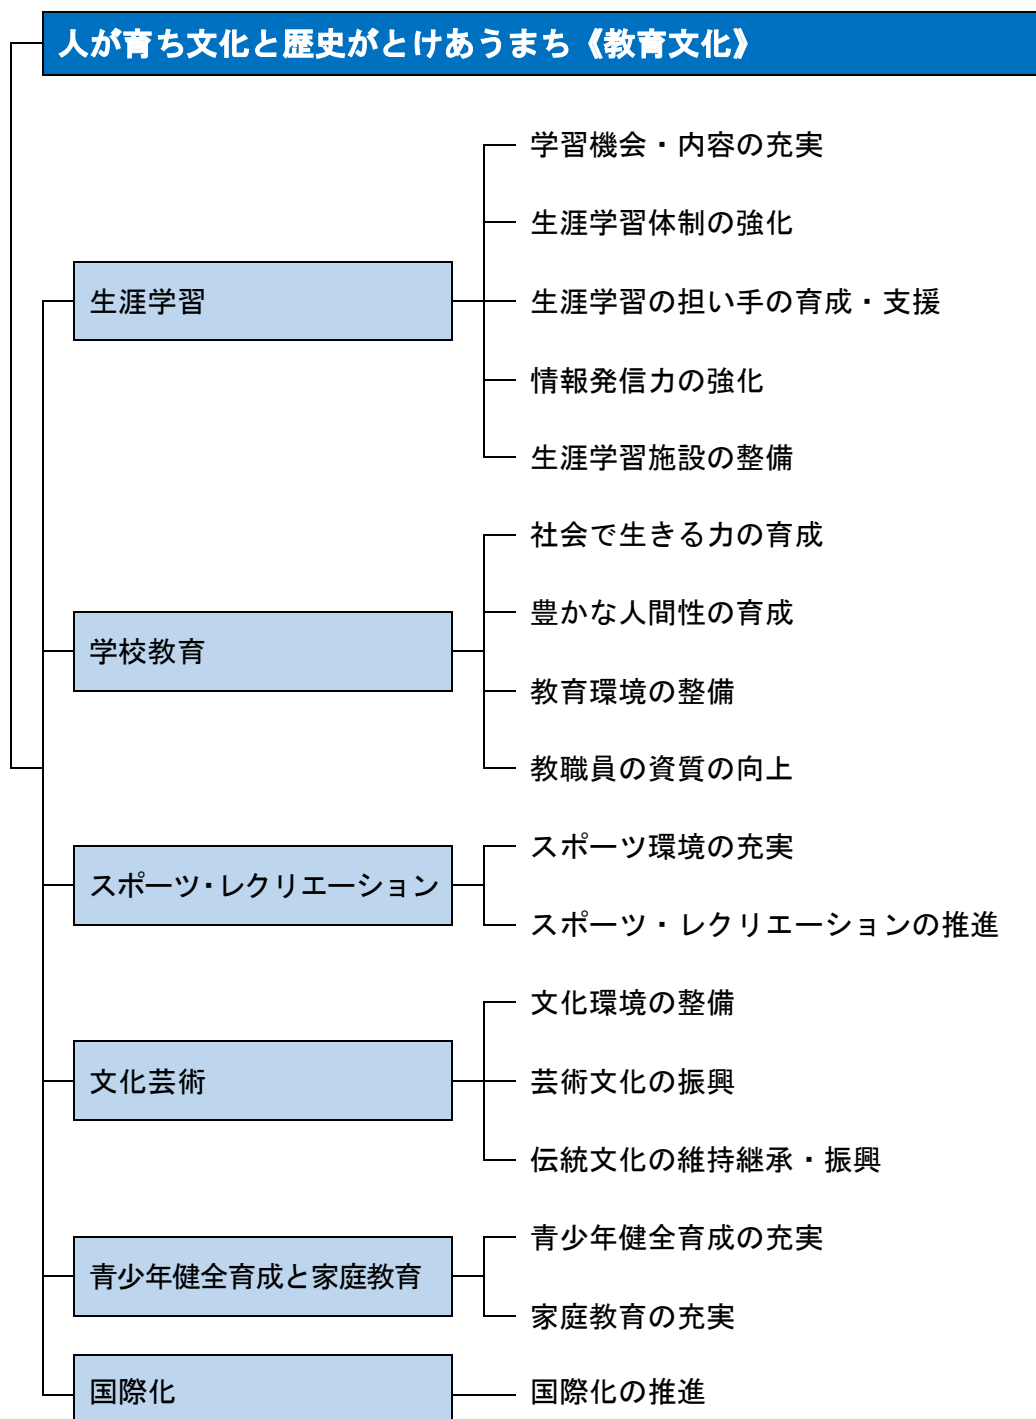 人が育ち文化と歴史がとけあうまち《教育文化》
生涯学習
学習機会・内容の充実
生涯学習体制の強化
生涯学習の担い手の育成・支援
情報発信力の強化
生涯学習施設の整備
学校教育
社会で生きる力の育成
豊かな人間性の育成
教育環境の整備
教職員の資質の向上
スポーツ・レクリエーション
スポーツ環境の充実
スポーツ・レクリエーションの推進
文化芸術
文化環境の整備
芸術文化の振興
伝統文化の維持継承・振興
青少年健全育成と家庭教育
青少年健全育成の充実
家庭教育の充実
国際化
国際化の推進